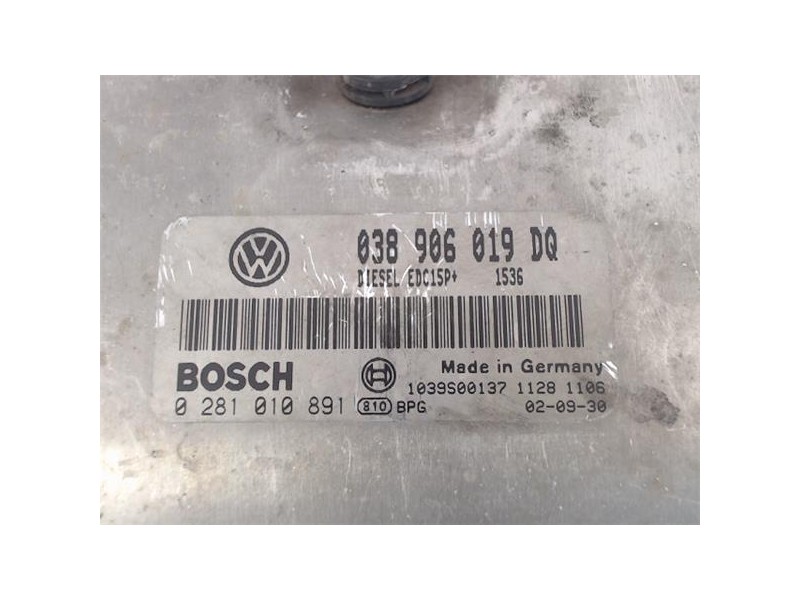 VW
038 906 019 DQ
DIESEL EDC15P+ 1536
BOSCH
Made in Germany
1039S00137 1128 1106
0 281 010 891 810 BPG 02-09-30